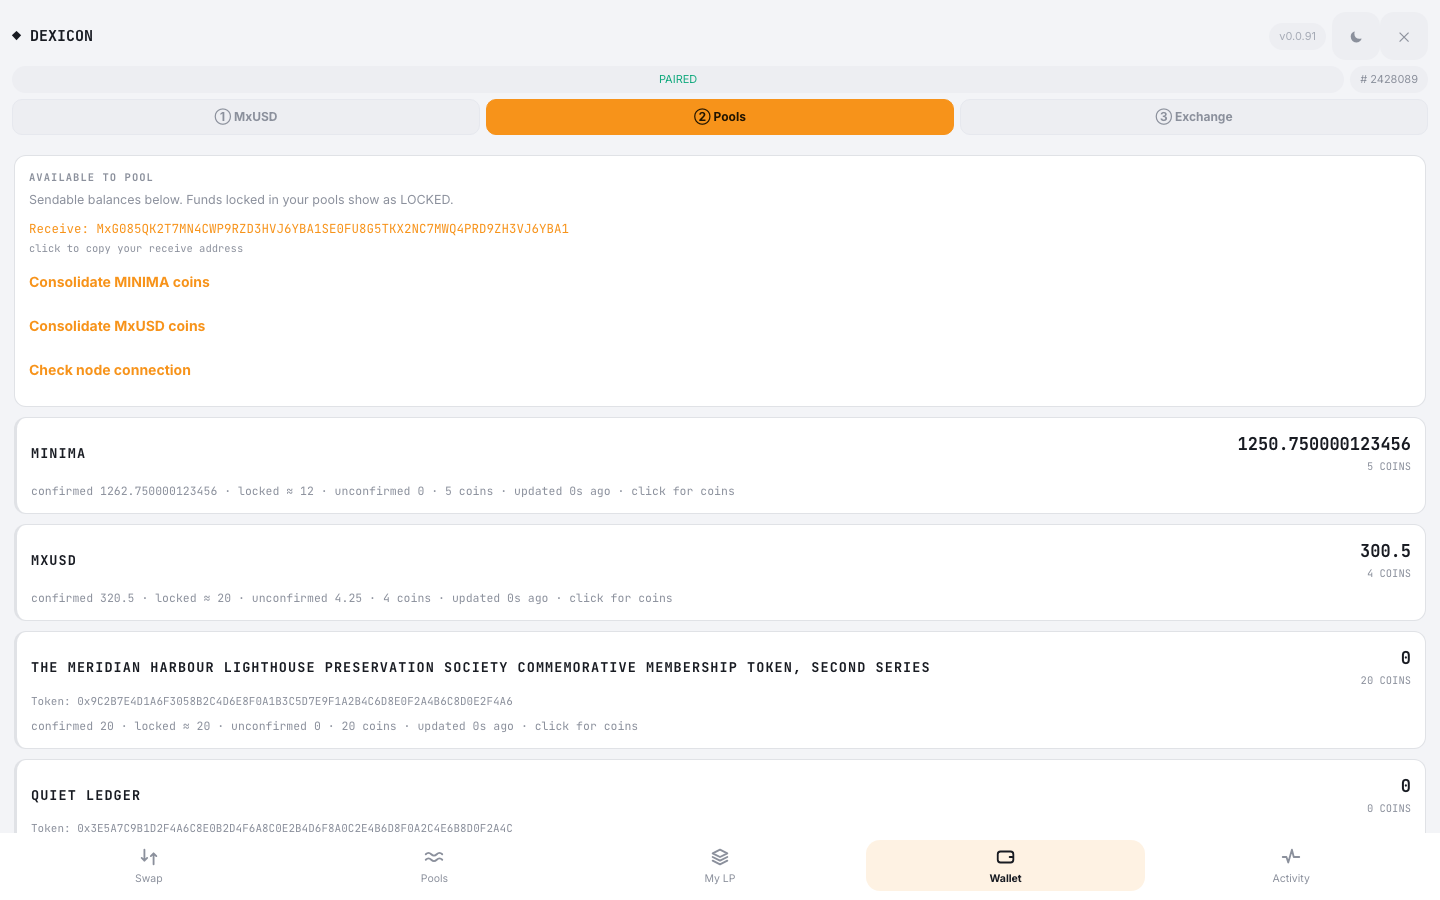 ◆ DEXICON
v0.0.91
PAIRED
# 2428089
① MxUSD
② Pools
③ Exchange
AVAILABLE TO POOL
Sendable balances below. Funds locked in your pools show as LOCKED.
Receive: MxG085QK2T7MN4CWP9RZD3HVJ6YBA1SE0FU8G5TKX2NC7MWQ4PRD9ZH3VJ6YBA1
click to copy your receive address
Consolidate MINIMA coins
Consolidate MxUSD coins
Check node connection
MINIMA
1250.750000123456
5 COINS
confirmed 1262.750000123456 · locked ≈ 12 · unconfirmed 0 · 5 coins · updated 0s ago · click for coins
MXUSD
300.5
4 COINS
confirmed 320.5 · locked ≈ 20 · unconfirmed 4.25 · 4 coins · updated 0s ago · click for coins
THE MERIDIAN HARBOUR LIGHTHOUSE PRESERVATION SOCIETY COMMEMORATIVE MEMBERSHIP TOKEN, SECOND SERIES
0
20 COINS
Token: 0x9C2B7E4D1A6F3058B2C4D6E8F0A1B3C5D7E9F1A2B4C6D8E0F2A4B6C8D0E2F4A6
confirmed 20 · locked ≈ 20 · unconfirmed 0 · 20 coins · updated 0s ago · click for coins
QUIET LEDGER
0
0 COINS
Token: 0x3E5A7C9B1D2F4A6C8E0B2D4F6A8C0E2B4D6F8A0C2E4B6D8F0A2C4E6B8D0F2A4C
Swap
Pools
My LP
Wallet
Activity